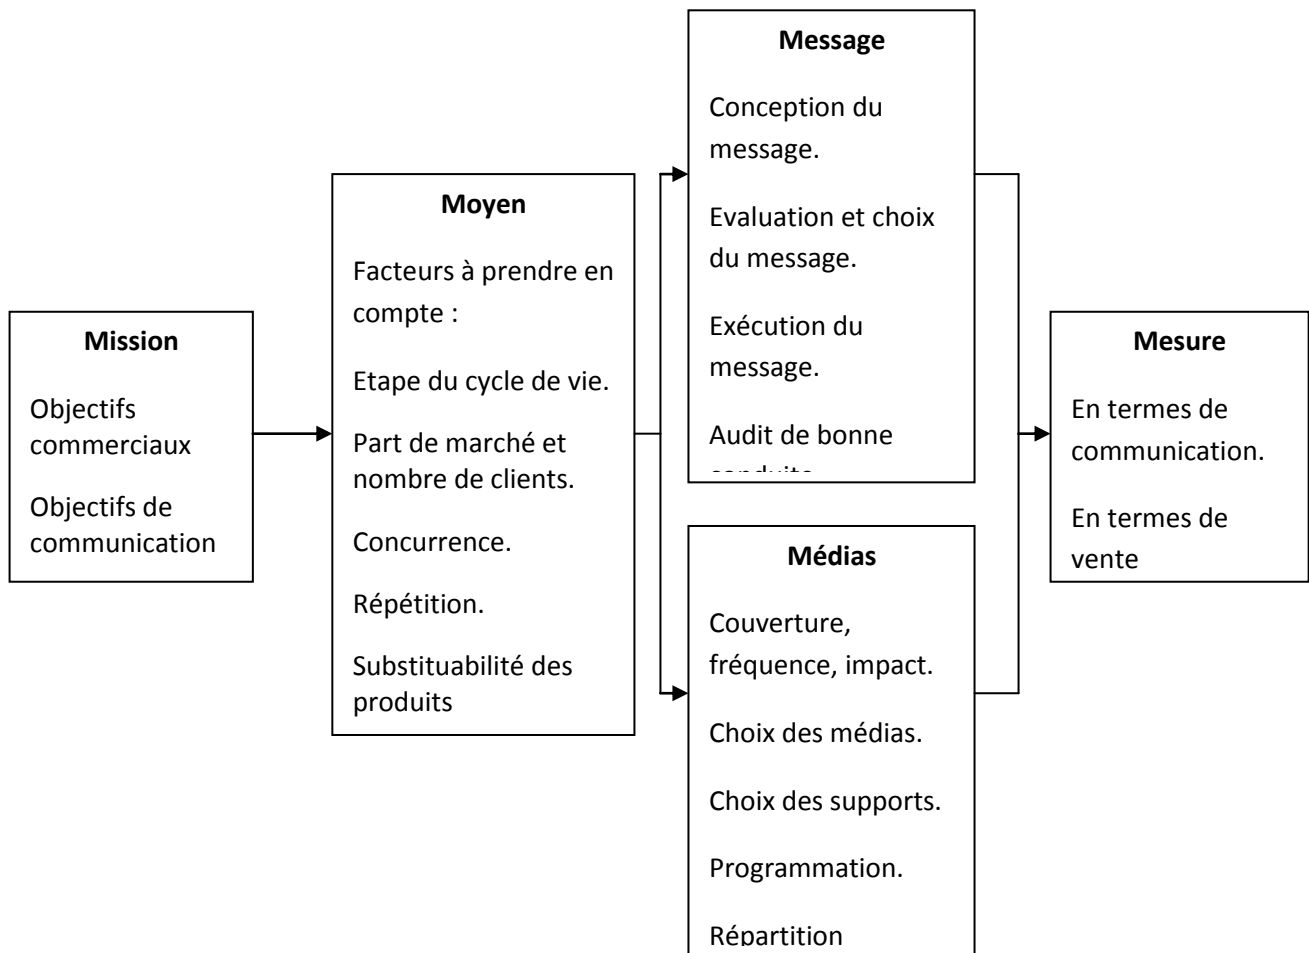 Mission
Objectifs
commerciaux
Objectifs de
communication
Moyen
Facteurs à prendre en
compte :
Etape du cycle de vie.
Part de marché et
nombre de clients.
Concurrence.
Répétition.
Substituabilité des
produits
Message
Conception du
message.
Evaluation et choix
du message.
Exécution du
message.
Audit de bonne
Médias
Couverture,
fréquence, impact.
Choix des médias.
Choix des supports.
Programmation.
Répartition
Mesure
En termes de
communication.
En termes de
vente